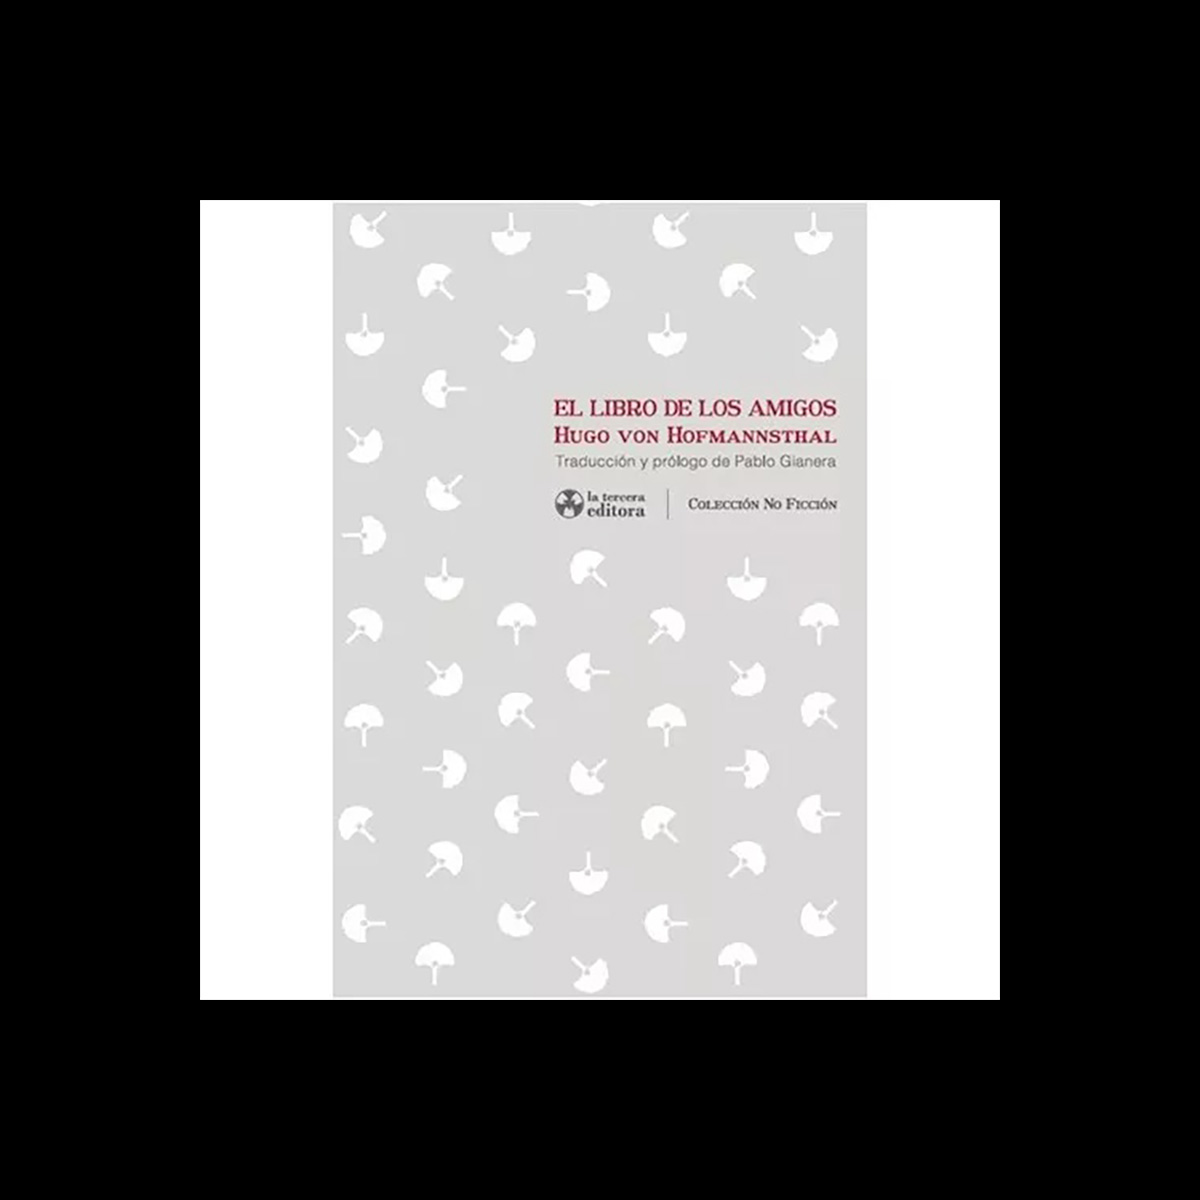 EL LIBRO DE LOS AMIGOS
HUGO VON HOFMANNSTHAL
Traducción y prólogo de Pablo Gianera
la tercera
editora
COLECCIÓN NO FICCIÓN